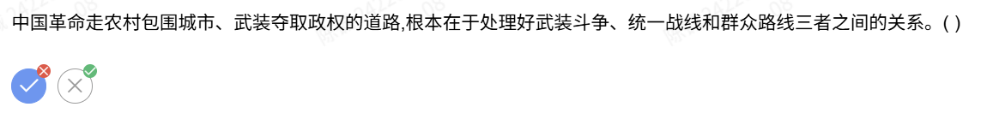 中国革命走农村包围城市、武装夺取政权的道路,根本在于处理好武装斗争、统一战线和群众路线三者之间的关系。( )